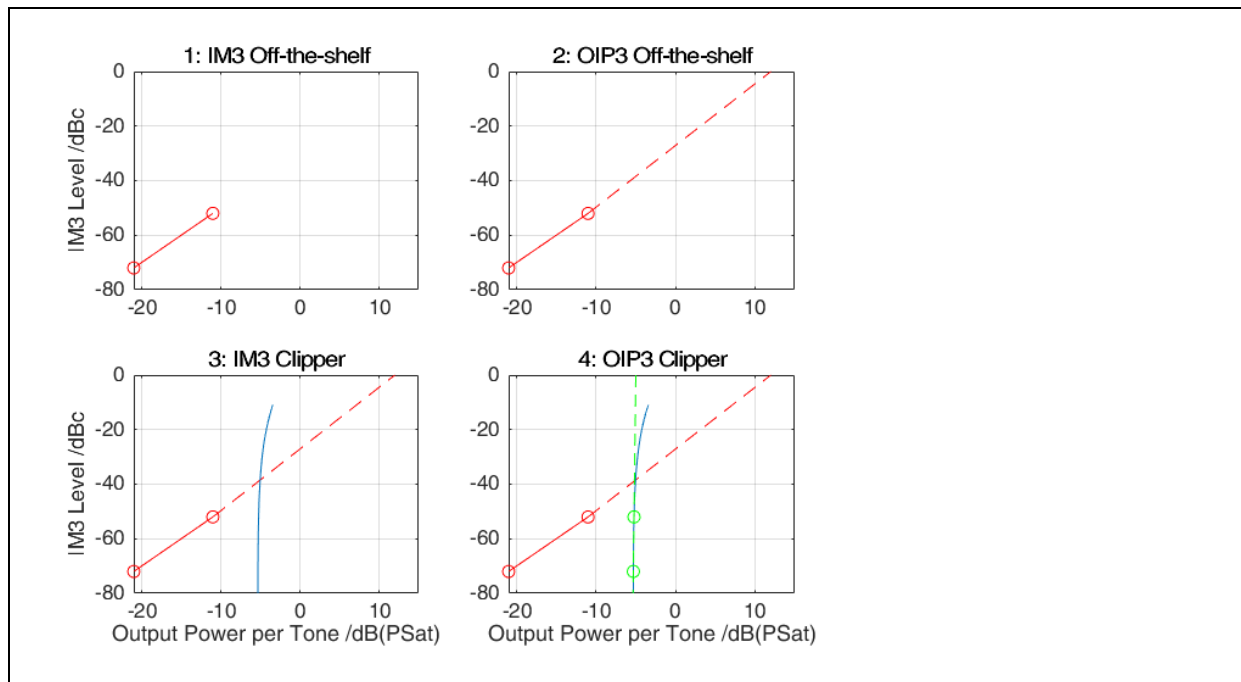 1: IM3 Off-the-shelf
2: OIP3 Off-the-shelf
0
-20
-40
-60
-80
IM3 Level /dBc
-20 -10 0 10
0
-20
-40
-60
-80
-20 -10 0 10
3: IM3 Clipper
4: OIP3 Clipper
0
-20
-40
-60
-80
IM3 Level /dBc
-20 -10 0 10
0
-20
-40
-60
-80
-20 -10 0 10
Output Power per Tone /dB(PSat)
Output Power per Tone /dB(PSat)